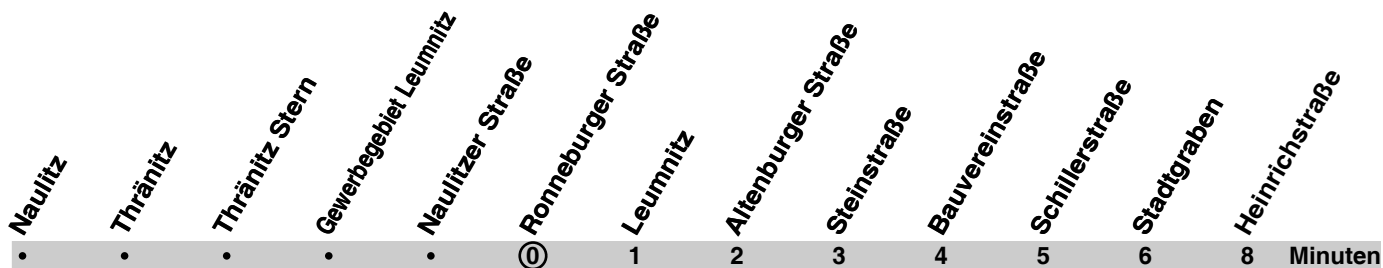 Naulitz
Thränitz
Thränitz Stern
Gewerbegebiet Leumnitz
Naulitzer Straße
Ronneburger Straße
Leumnitz
Altenburger Straße
Steinstraße
Bauvereinstraße
Schillerstraße
Stadtgraben
Heinrichstraße
• • • • • 0 1 2 3 4 5 6 8 Minuten